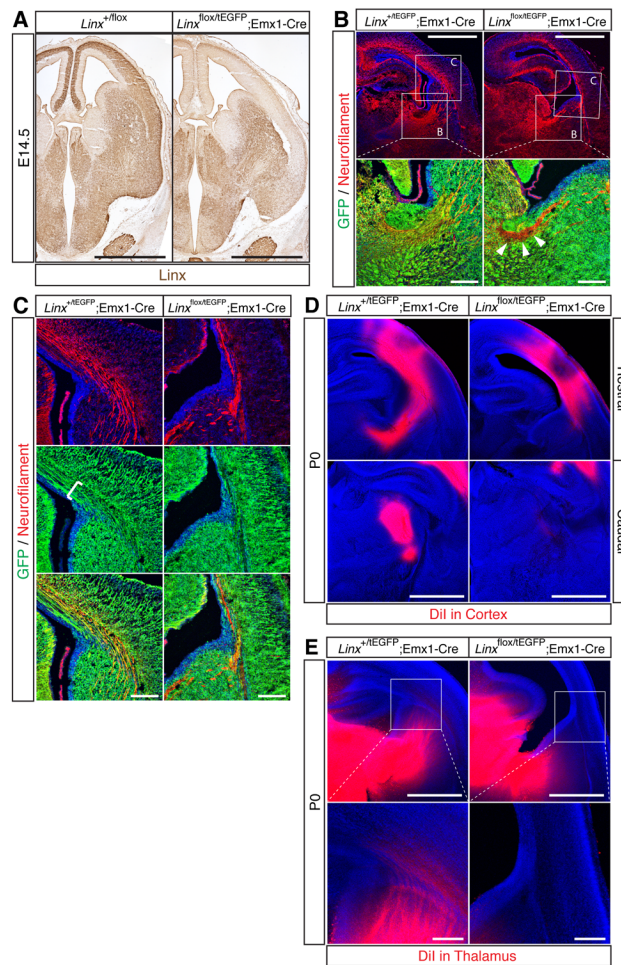 A
Linx+/flox
Linxflox/tEGFP;Emx1-Cre
E14.5
Linx
B
Linx+/tEGFP;Emx1-Cre
Linxflox/tEGFP;Emx1-Cre
GFP / Neurofilament
C
B
C
B
C
Linx+/tEGFP;Emx1-Cre
Linxflox/tEGFP;Emx1-Cre
GFP / Neurofilament
D
Linx+/tEGFP;Emx1-Cre
Linxflox/tEGFP;Emx1-Cre
P0
DiI in Cortex
E
Linx+/tEGFP;Emx1-Cre
Linxflox/tEGFP;Emx1-Cre
P0
DiI in Thalamus